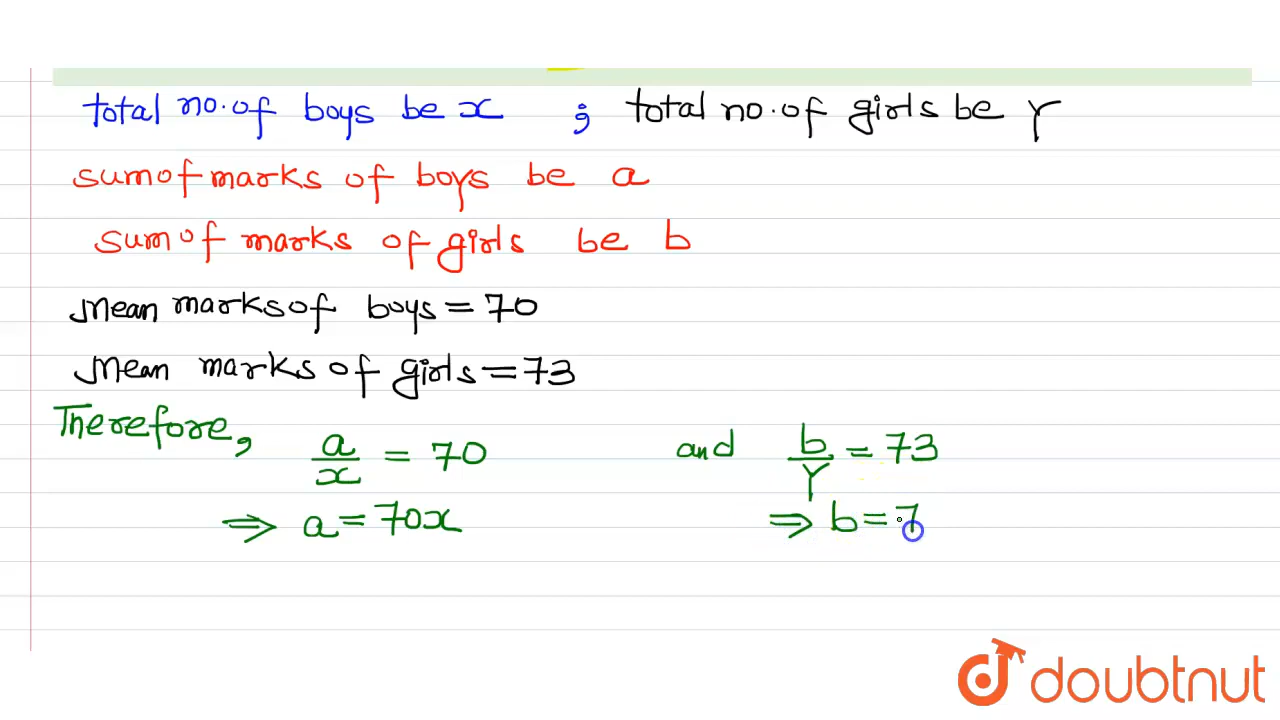 total no. of boys be x ; total no. of girls be Y
sum of marks of boys be a
sum of marks of girls be b
Mean marks of boys = 70
Mean marks of girls = 73
Therefore, a/x = 70 and b/Y = 73
⇒ a = 70x ⇒ b = 7
doubtnut